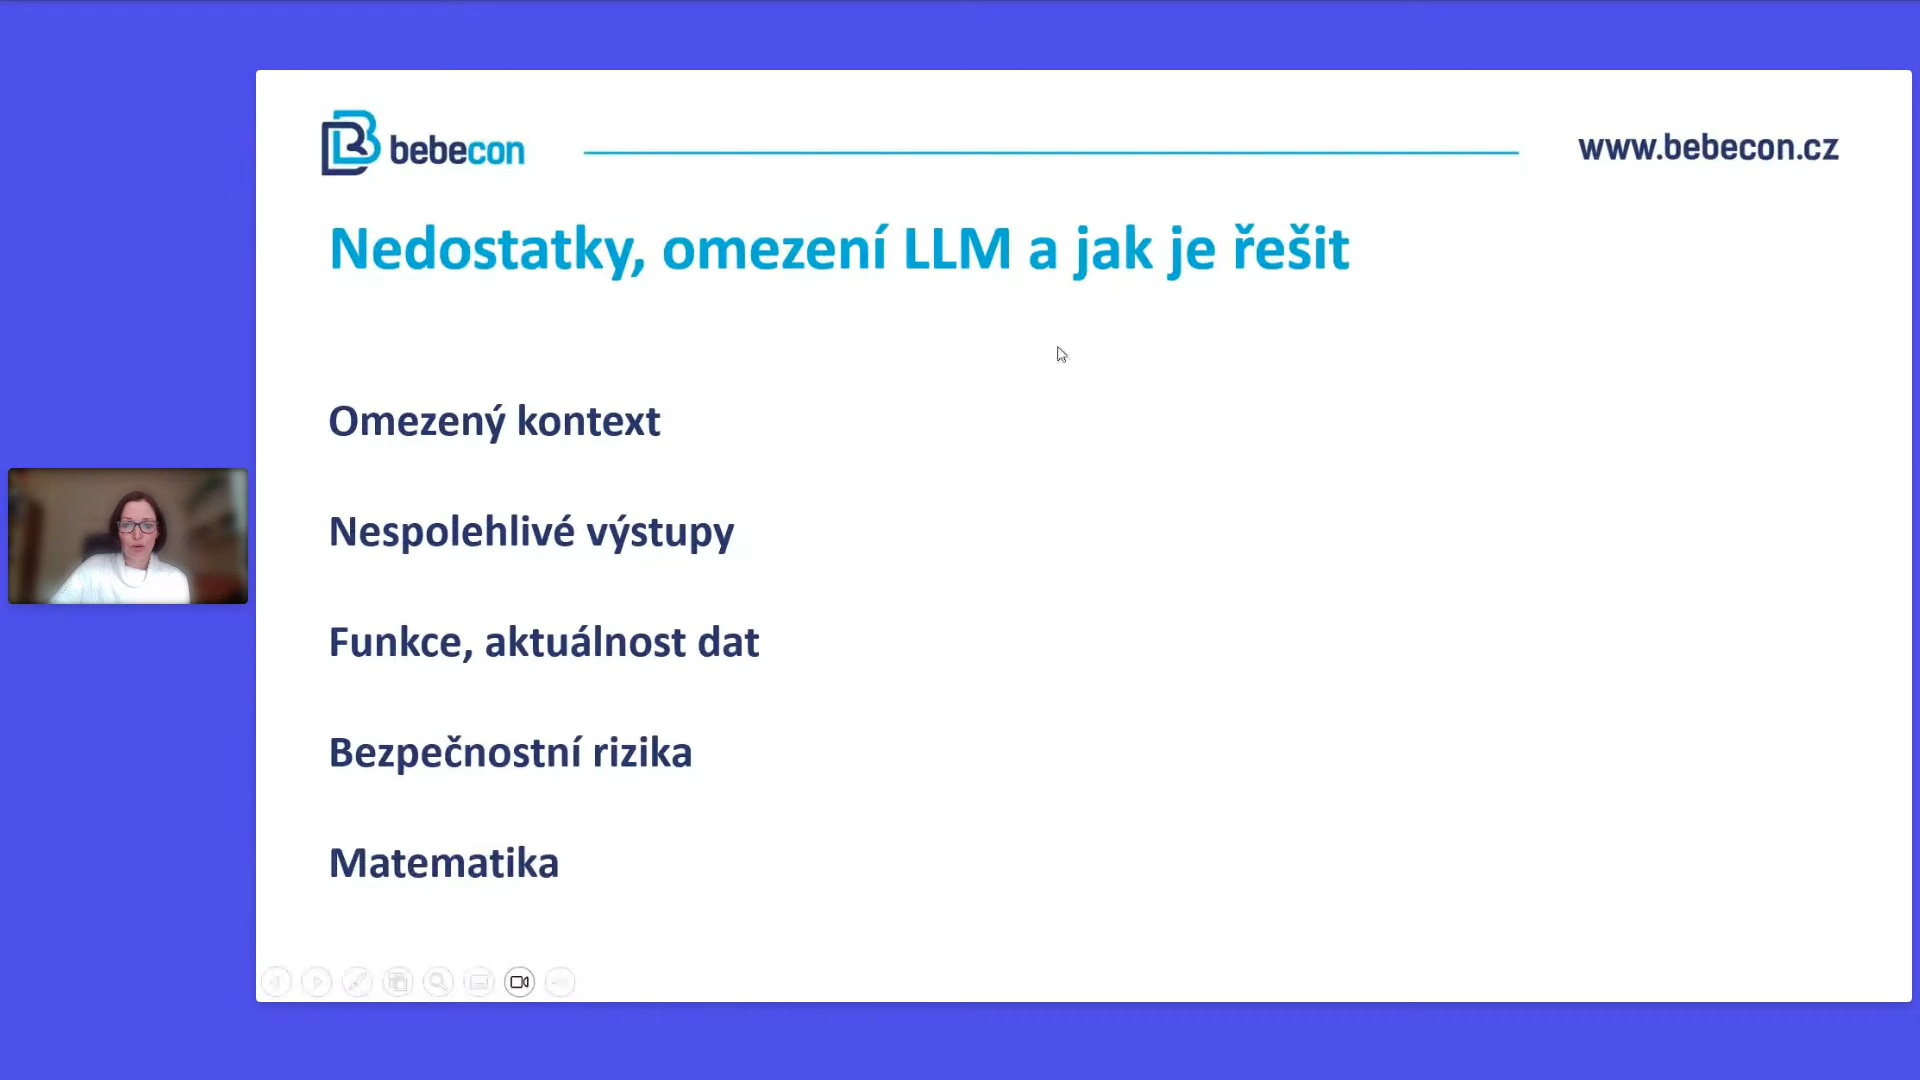 bebecon
www.bebecon.cz
Nedostatky, omezení LLM a jak je řešit
Omezený kontext
Nespolehlivé výstupy
Funkce, aktuálnost dat
Bezpečnostní rizika
Matematika